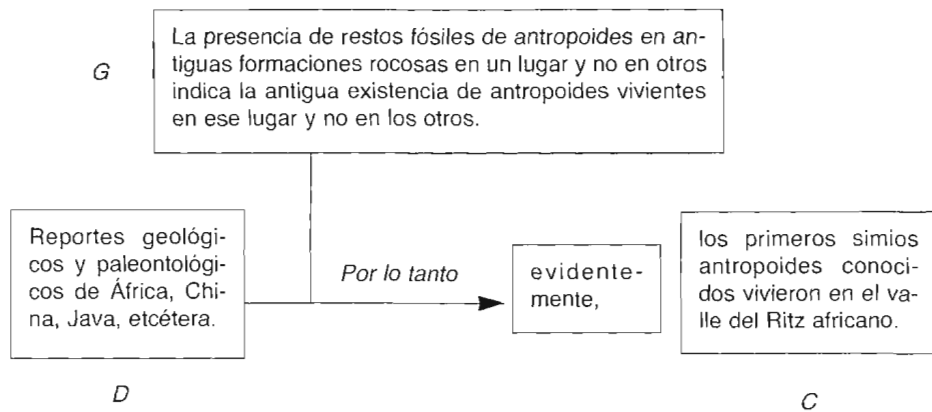 G
La presencia de restos fósiles de antropoides en an-
tiguas formaciones rocosas en un lugar y no en otros
indica la antigua existencia de antropoides vivientes
en ese lugar y no en los otros.
Reportes geológi-
cos y paleontológi-
cos de África, Chi-
na, Java, etcétera.
D
Por lo tanto
evidente-
mente,
los primeros simios
antropoides conoci-
dos vivieron en el va-
lle del Ritz africano.
C